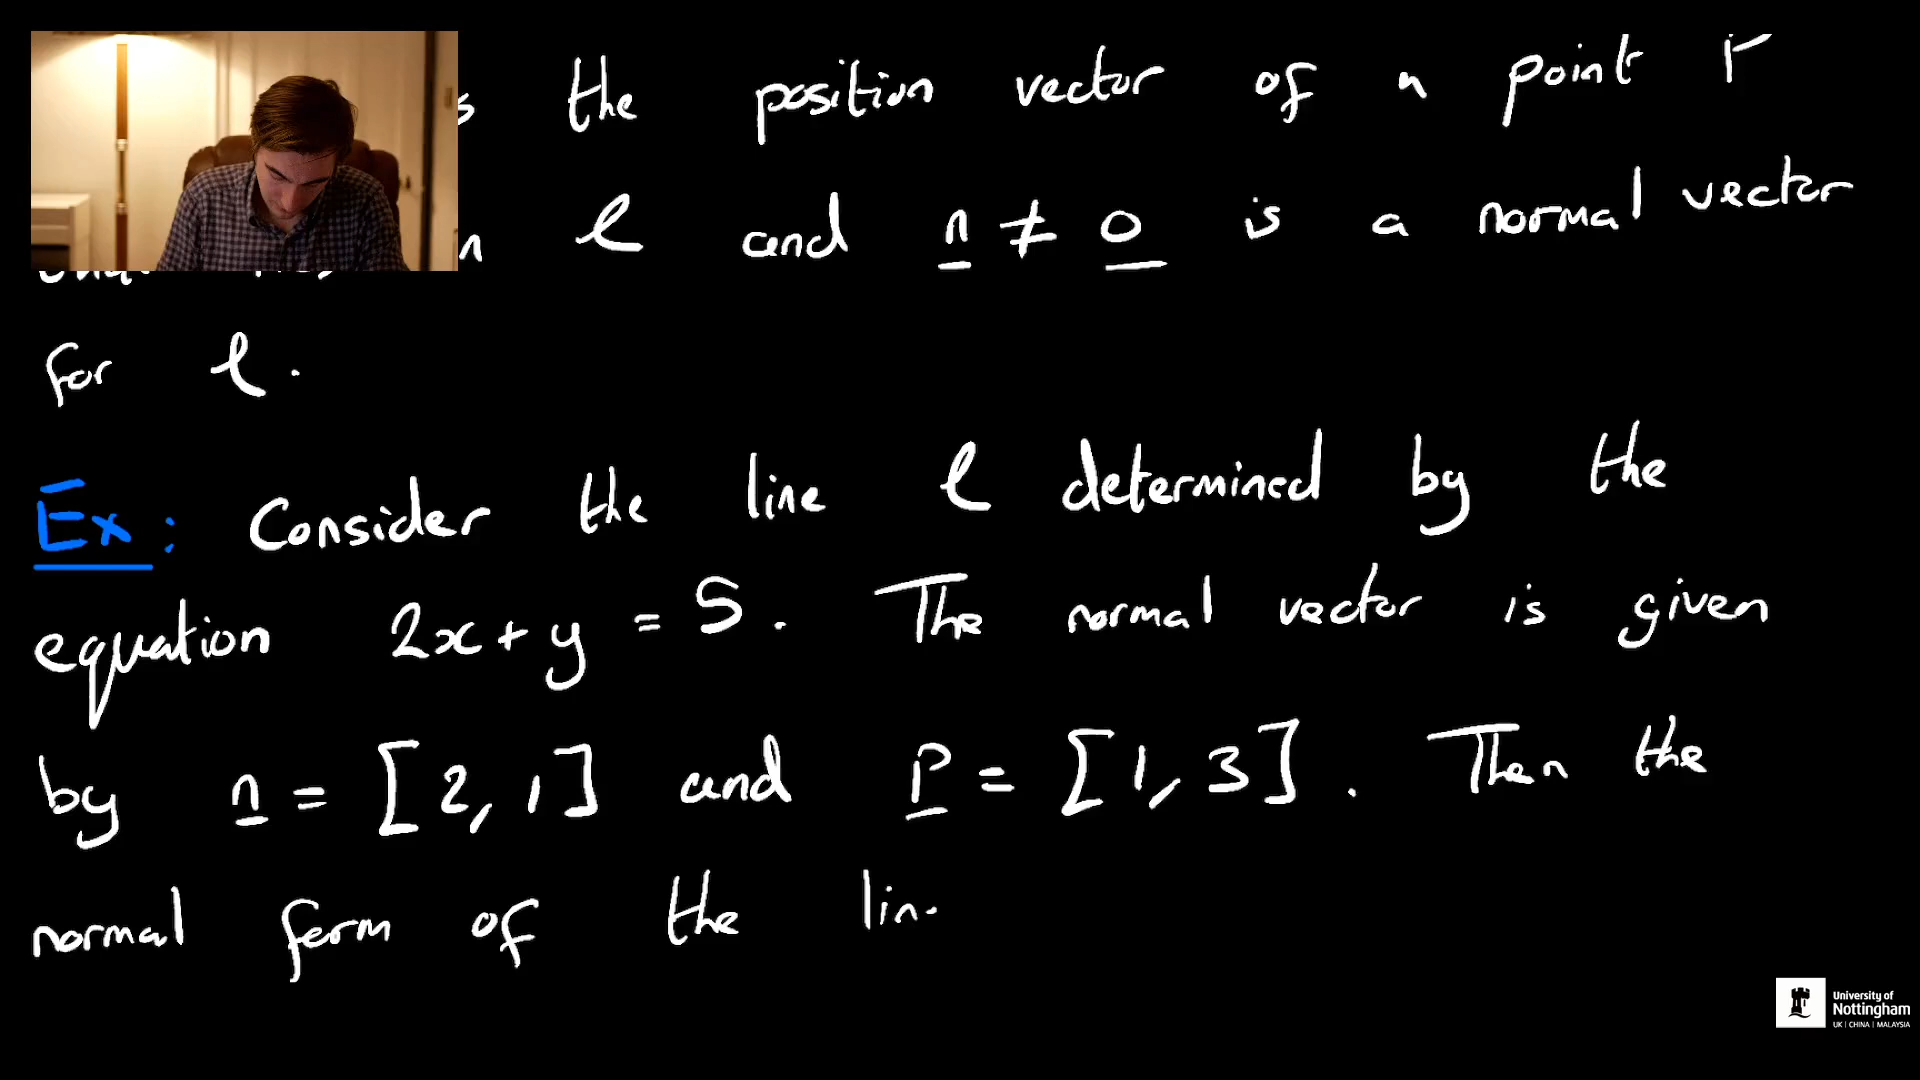 the position vector of a point P
ℓ and n ≠ 0 is a normal vector
for ℓ.
Ex: Consider the line ℓ determined by the
equation 2x + y = 5. The normal vector is given
by n = [2, 1] and P = [1, 3]. Then the
normal form of the lin
University of
Nottingham
UK | CHINA | MALAYSIA